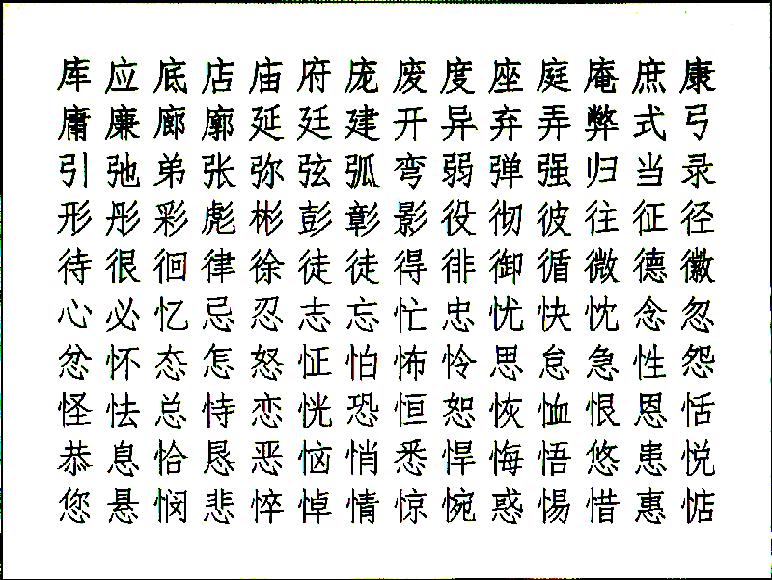 库应底店庙府庞废度座庭庵庶康
庸廉廊廓延廷建开异弃弄弊式弓
引弛弟张弥弦弧弯弱弹强归当录
形彤彩彪彬彭彰影役彻彼往征径
待很徊律徐徒徒得徘御循微德徽
心必忆忌忍志忘忙忠忧快忱念忽
忿怀态怎怒怔怕怖怜思怠急性怨
怪怯总恃恋恍恐恒恕恢恤恨恩恬
恭息恰恳恶恼悄悉悍悔悟悠患悦
您悬悯悲悴悼情惊惋惑惕惜惠惦